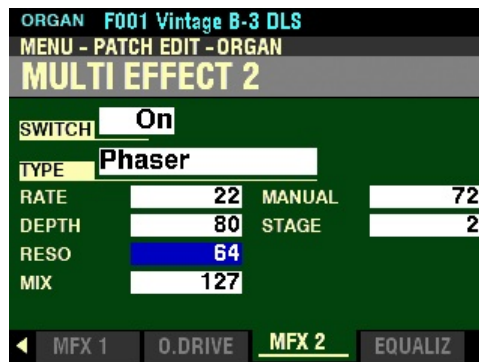 ORGAN F001 Vintage B-3 DLS
MENU - PATCH EDIT - ORGAN
MULTI EFFECT 2
SWITCH On
TYPE Phaser
RATE 22 MANUAL 72
DEPTH 80 STAGE 2
RESO 64
MIX 127
MFX 1 O.DRIVE MFX 2 EQUALIZ